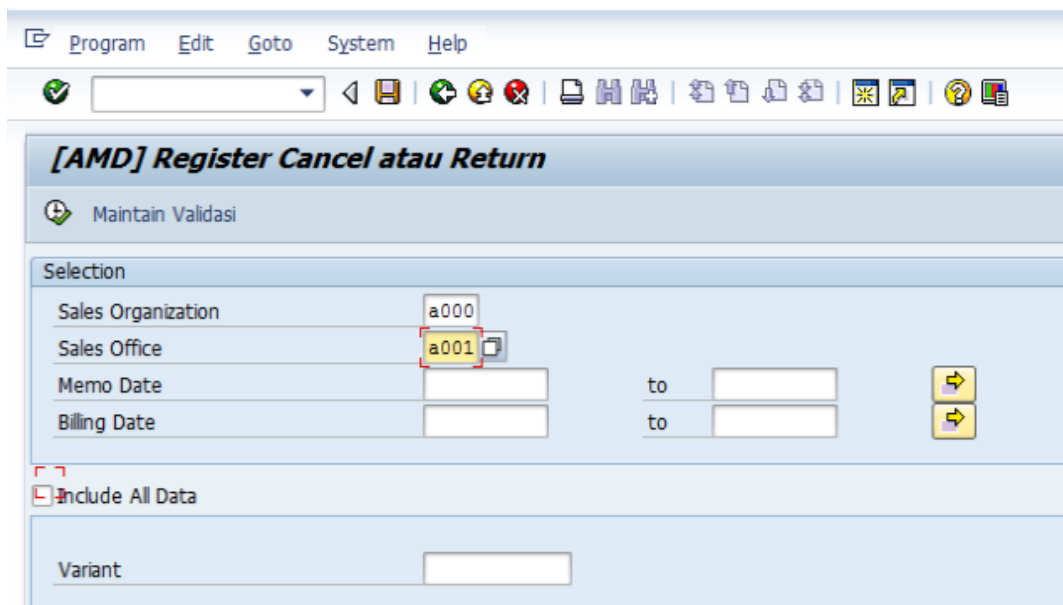 Program Edit Goto System Help
[AMD] Register Cancel atau Return
Maintain Validasi
Selection
Sales Organization a000
Sales Office a001
Memo Date to
Billing Date to
Include All Data
Variant